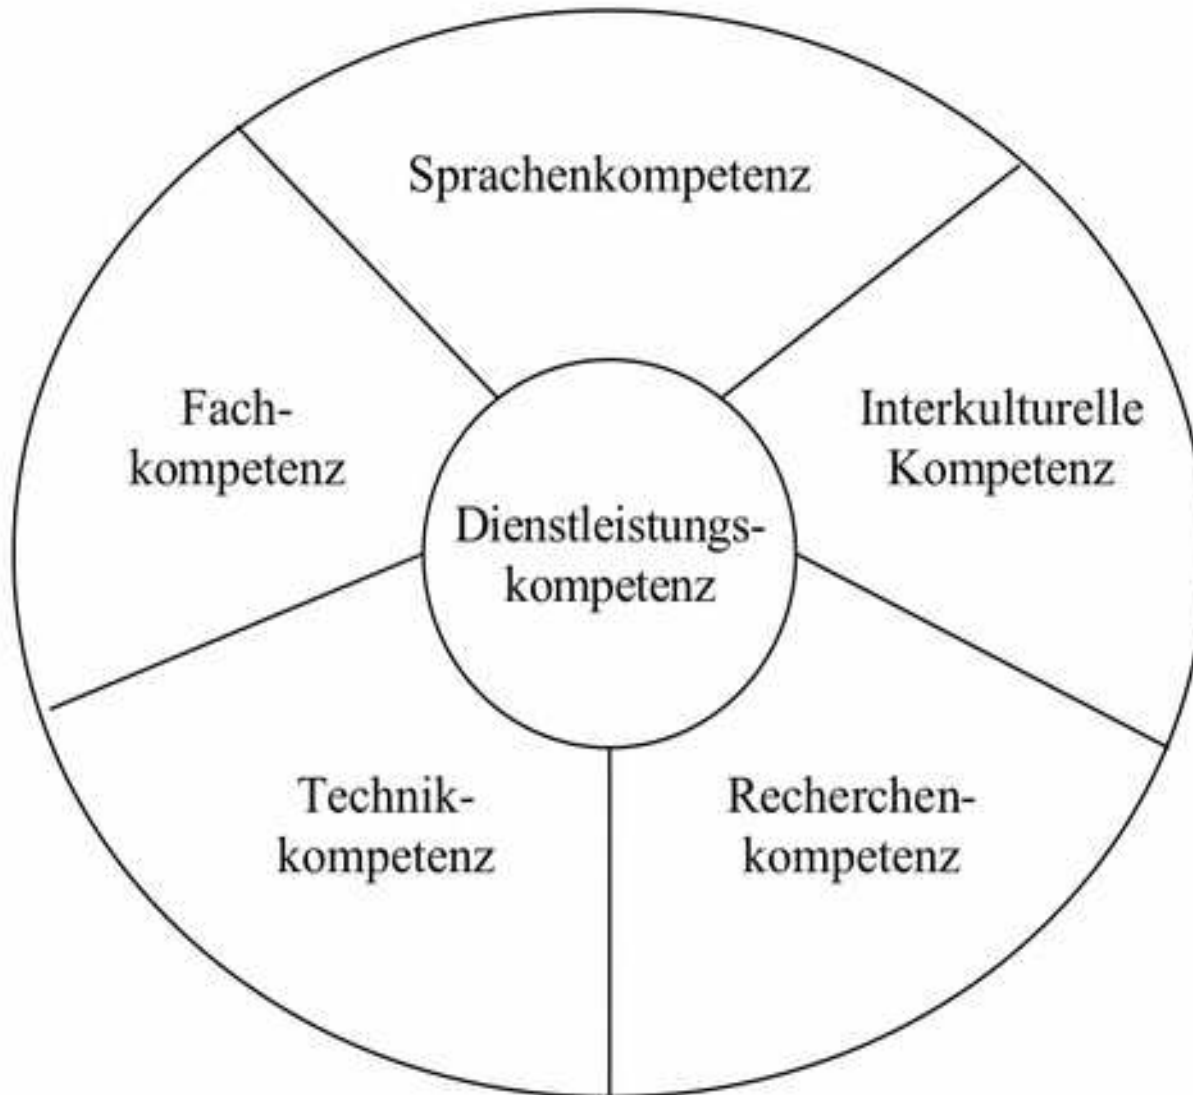 Sprachenkompetenz
Fach-
kompetenz
Interkulturelle
Kompetenz
Dienstleistungs-
kompetenz
Technik-
kompetenz
Recherchen-
kompetenz